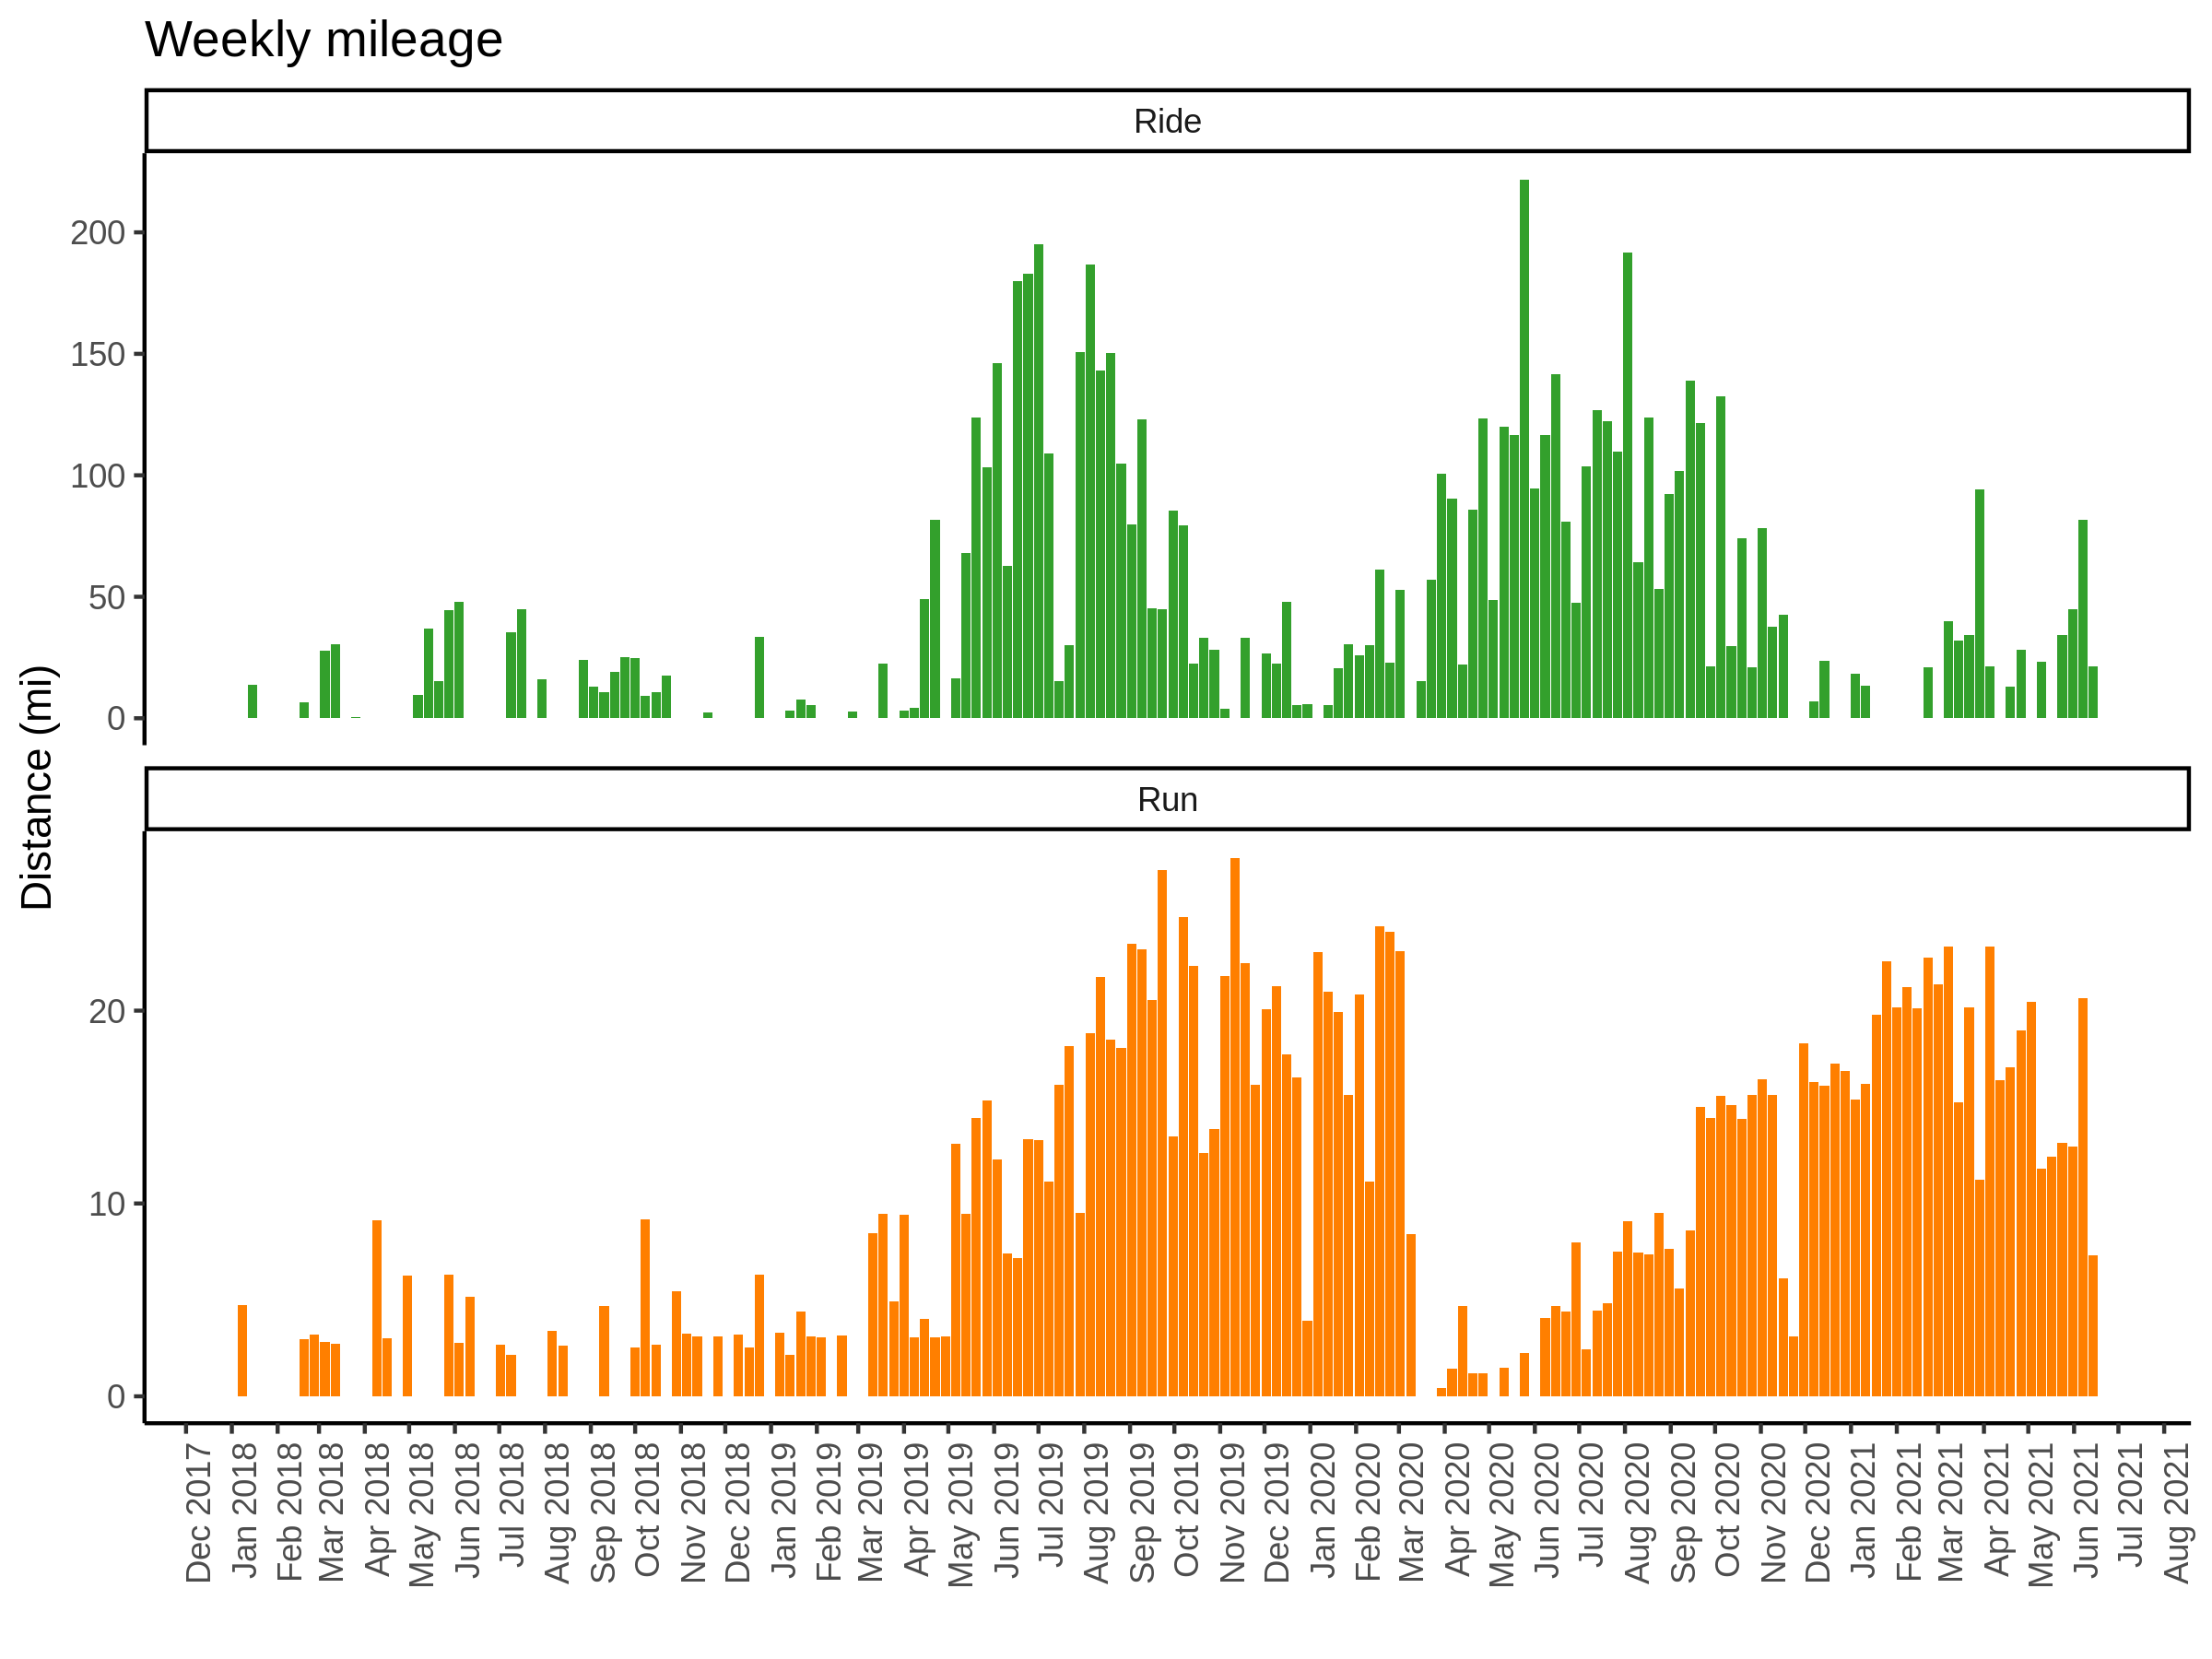 Weekly mileage
Ride
200
150
100
50
0
Distance (mi)
Run
20
10
0
Dec 2017
Jan 2018
Feb 2018
Mar 2018
Apr 2018
May 2018
Jun 2018
Jul 2018
Aug 2018
Sep 2018
Oct 2018
Nov 2018
Dec 2018
Jan 2019
Feb 2019
Mar 2019
Apr 2019
May 2019
Jun 2019
Jul 2019
Aug 2019
Sep 2019
Oct 2019
Nov 2019
Dec 2019
Jan 2020
Feb 2020
Mar 2020
Apr 2020
May 2020
Jun 2020
Jul 2020
Aug 2020
Sep 2020
Oct 2020
Nov 2020
Dec 2020
Jan 2021
Feb 2021
Mar 2021
Apr 2021
May 2021
Jun 2021
Jul 2021
Aug 2021